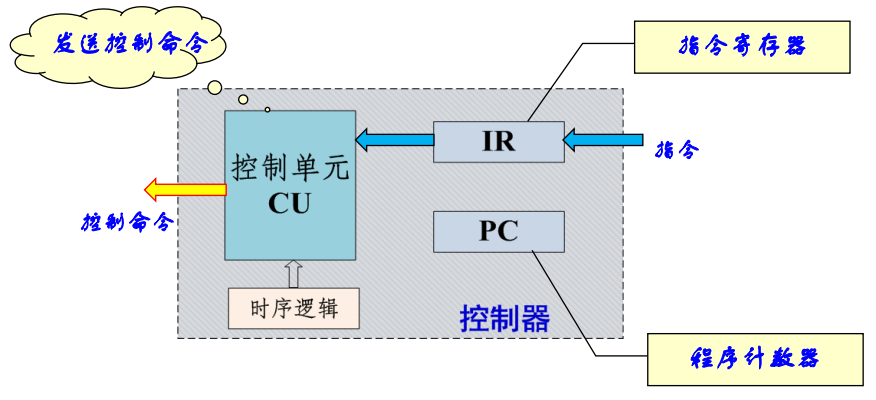 发送控制命令
指令寄存器
控制单元
CU
IR
指令
控制命令
PC
时序逻辑
控制器
程序计数器